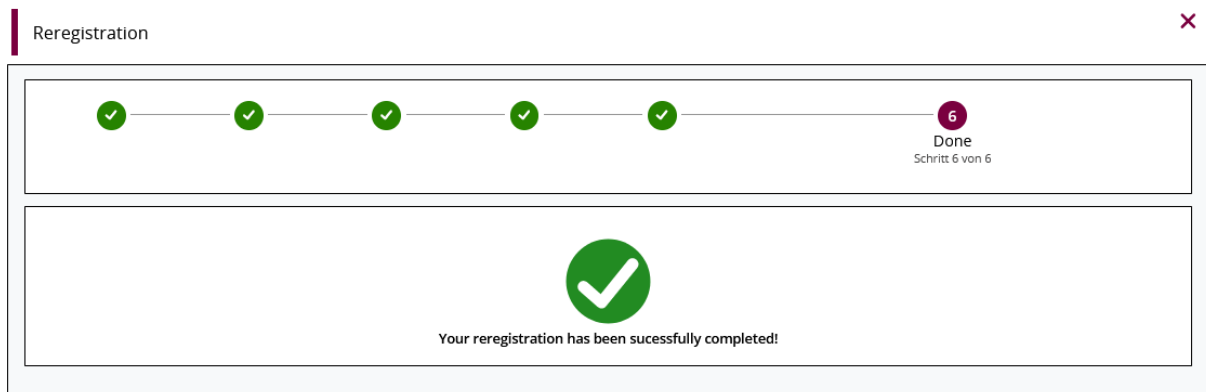 Reregistration
6
Done
Schritt 6 von 6
Your reregistration has been sucessfully completed!